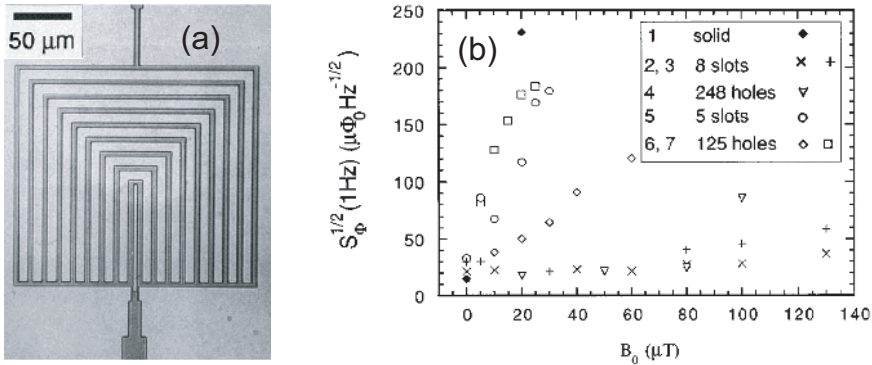 50 μm
(a)
(b)
1 solid
2, 3 8 slots
4 248 holes
5 5 slots
6, 7 125 holes
S_Φ^{1/2}(1Hz) (μΦ_0Hz^{-1/2})
250
200
150
100
50
0
0 20 40 60 80 100 120 140
B_0 (μT)